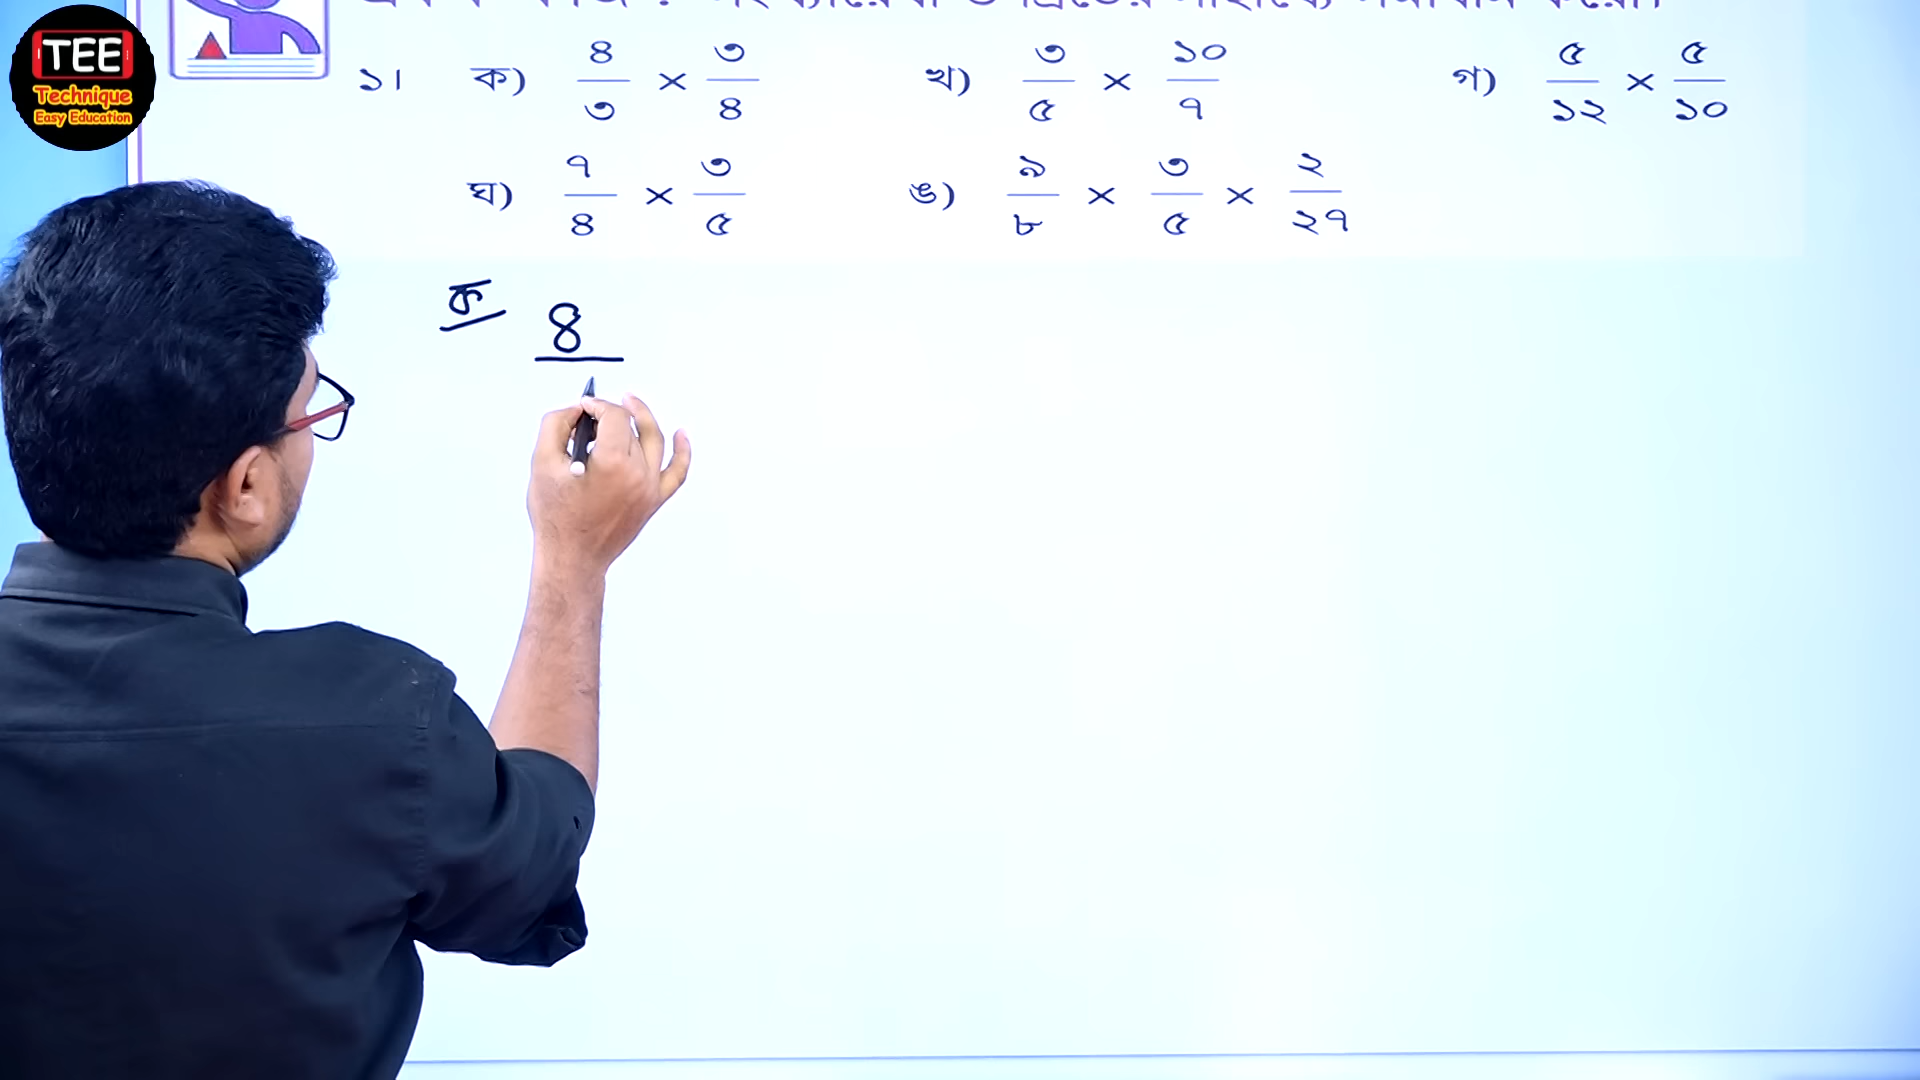 TEE
Technique
Easy Education
১। ক) ৪/৩ × ৩/৪ খ) ৩/৫ × ১০/৭ গ) ৫/১২ × ৫/১০
ঘ) ৭/৪ × ৩/৫ ঙ) ৯/৮ × ৩/৫ × ২/২৭
ক ৪